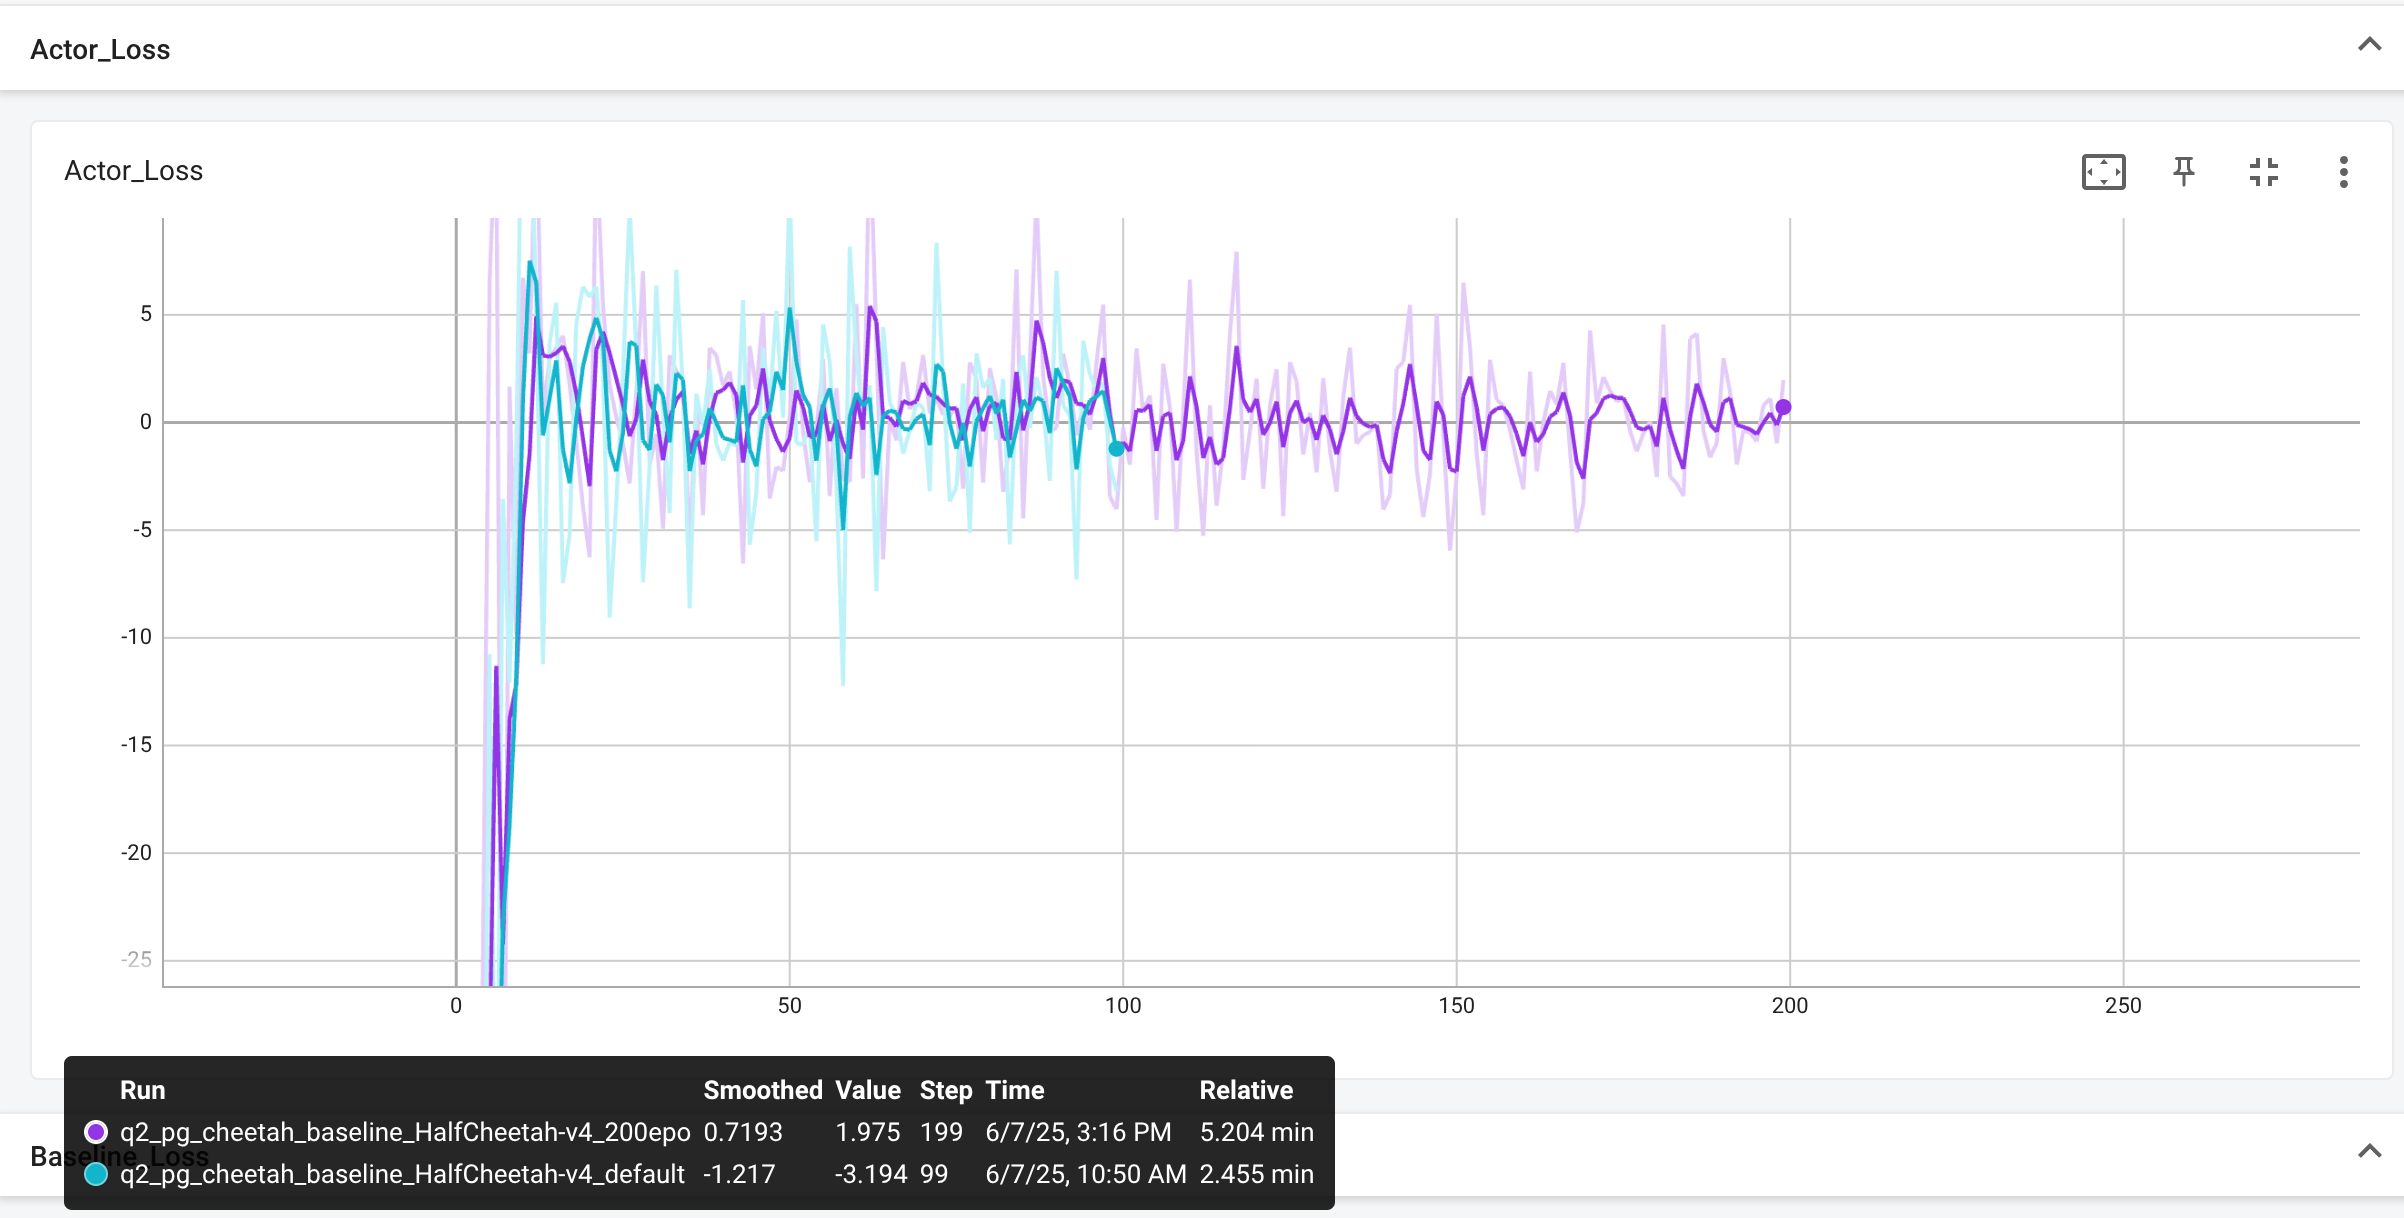 Actor_Loss
Actor_Loss
5
0
-5
-10
-15
-20
-25
0 50 100 150 200 250
Run Smoothed Value Step Time Relative
q2_pg_cheetah_baseline_HalfCheetah-v4_200epo 0.7193 1.975 199 6/7/25, 3:16 PM 5.204 min
Baseline_Loss
q2_pg_cheetah_baseline_HalfCheetah-v4_default -1.217 -3.194 99 6/7/25, 10:50 AM 2.455 min